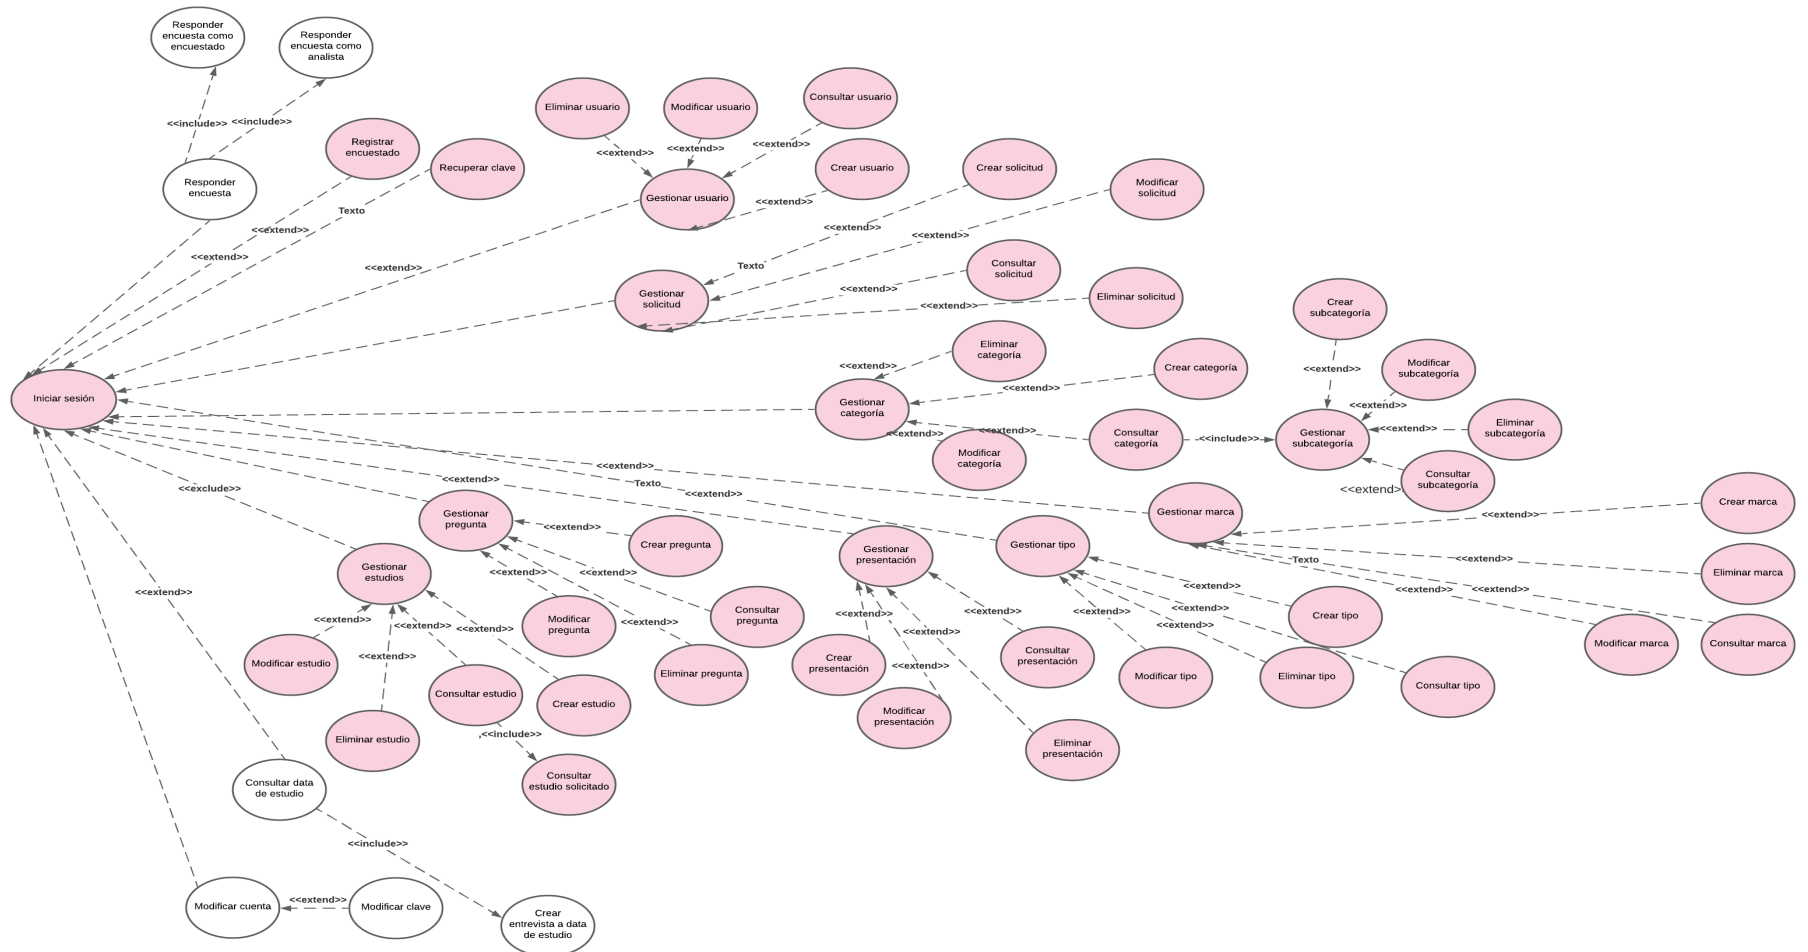 Responder
encuesta como
encuestado
Responder
encuesta como
analista
<<include>>
<<include>>
Responder
encuesta
Registrar
encuestado
Recuperar clave
Texto
<<extend>>
<<extend>>
Eliminar usuario
Modificar usuario
Consultar usuario
<<extend>>
<<extend>>
<<extend>>
Crear usuario
Gestionar usuario
<<extend>>
<<extend>>
Crear solicitud
Modificar
solicitud
<<extend>>
<<extend>>
Texto
Consultar
solicitud
Gestionar
solicitud
<<extend>>
<<extend>>
Eliminar solicitud
Crear
subcategoría
Eliminar
categoría
<<extend>>
Crear categoría
<<extend>>
<<extend>>
Modificar
subcategoría
<<extend>>
Iniciar sesión
Gestionar
categoría
<<extend>>
<<extend>>
Consultar
categoría
<<include>>
Gestionar
subcategoría
<<extend>>
Eliminar
subcategoría
Modificar
categoría
Consultar
subcategoría
<<extend>
<<extend>>
<<extend>>
Texto
<<extend>>
<<exclude>>
Gestionar
pregunta
<<extend>>
Crear pregunta
Gestionar marca
Crear marca
<<extend>>
Gestionar
estudios
<<extend>>
<<extend>>
Gestionar
presentación
Gestionar tipo
Texto
<<extend>>
Eliminar marca
<<extend>>
<<extend>>
<<extend>>
<<extend>>
<<extend>>
<<extend>>
<<extend>>
<<extend>>
Modificar
pregunta
Consultar
pregunta
<<extend>>
<<extend>>
<<extend>>
<<extend>>
<<extend>>
<<extend>>
<<extend>>
Crear tipo
Modificar estudio
<<extend>>
Consultar estudio
Crear estudio
Eliminar pregunta
Crear
presentación
<<extend>>
Consultar
presentación
Modificar tipo
Eliminar tipo
Consultar tipo
Modificar marca
Consultar marca
Eliminar estudio
,<<include>>
Modificar
presentación
Eliminar
presentación
Consultar
estudio solicitado
Consultar data
de estudio
<<include>>
Modificar cuenta
<<extend>>
Modificar clave
Crear
entrevista a data
de estudio